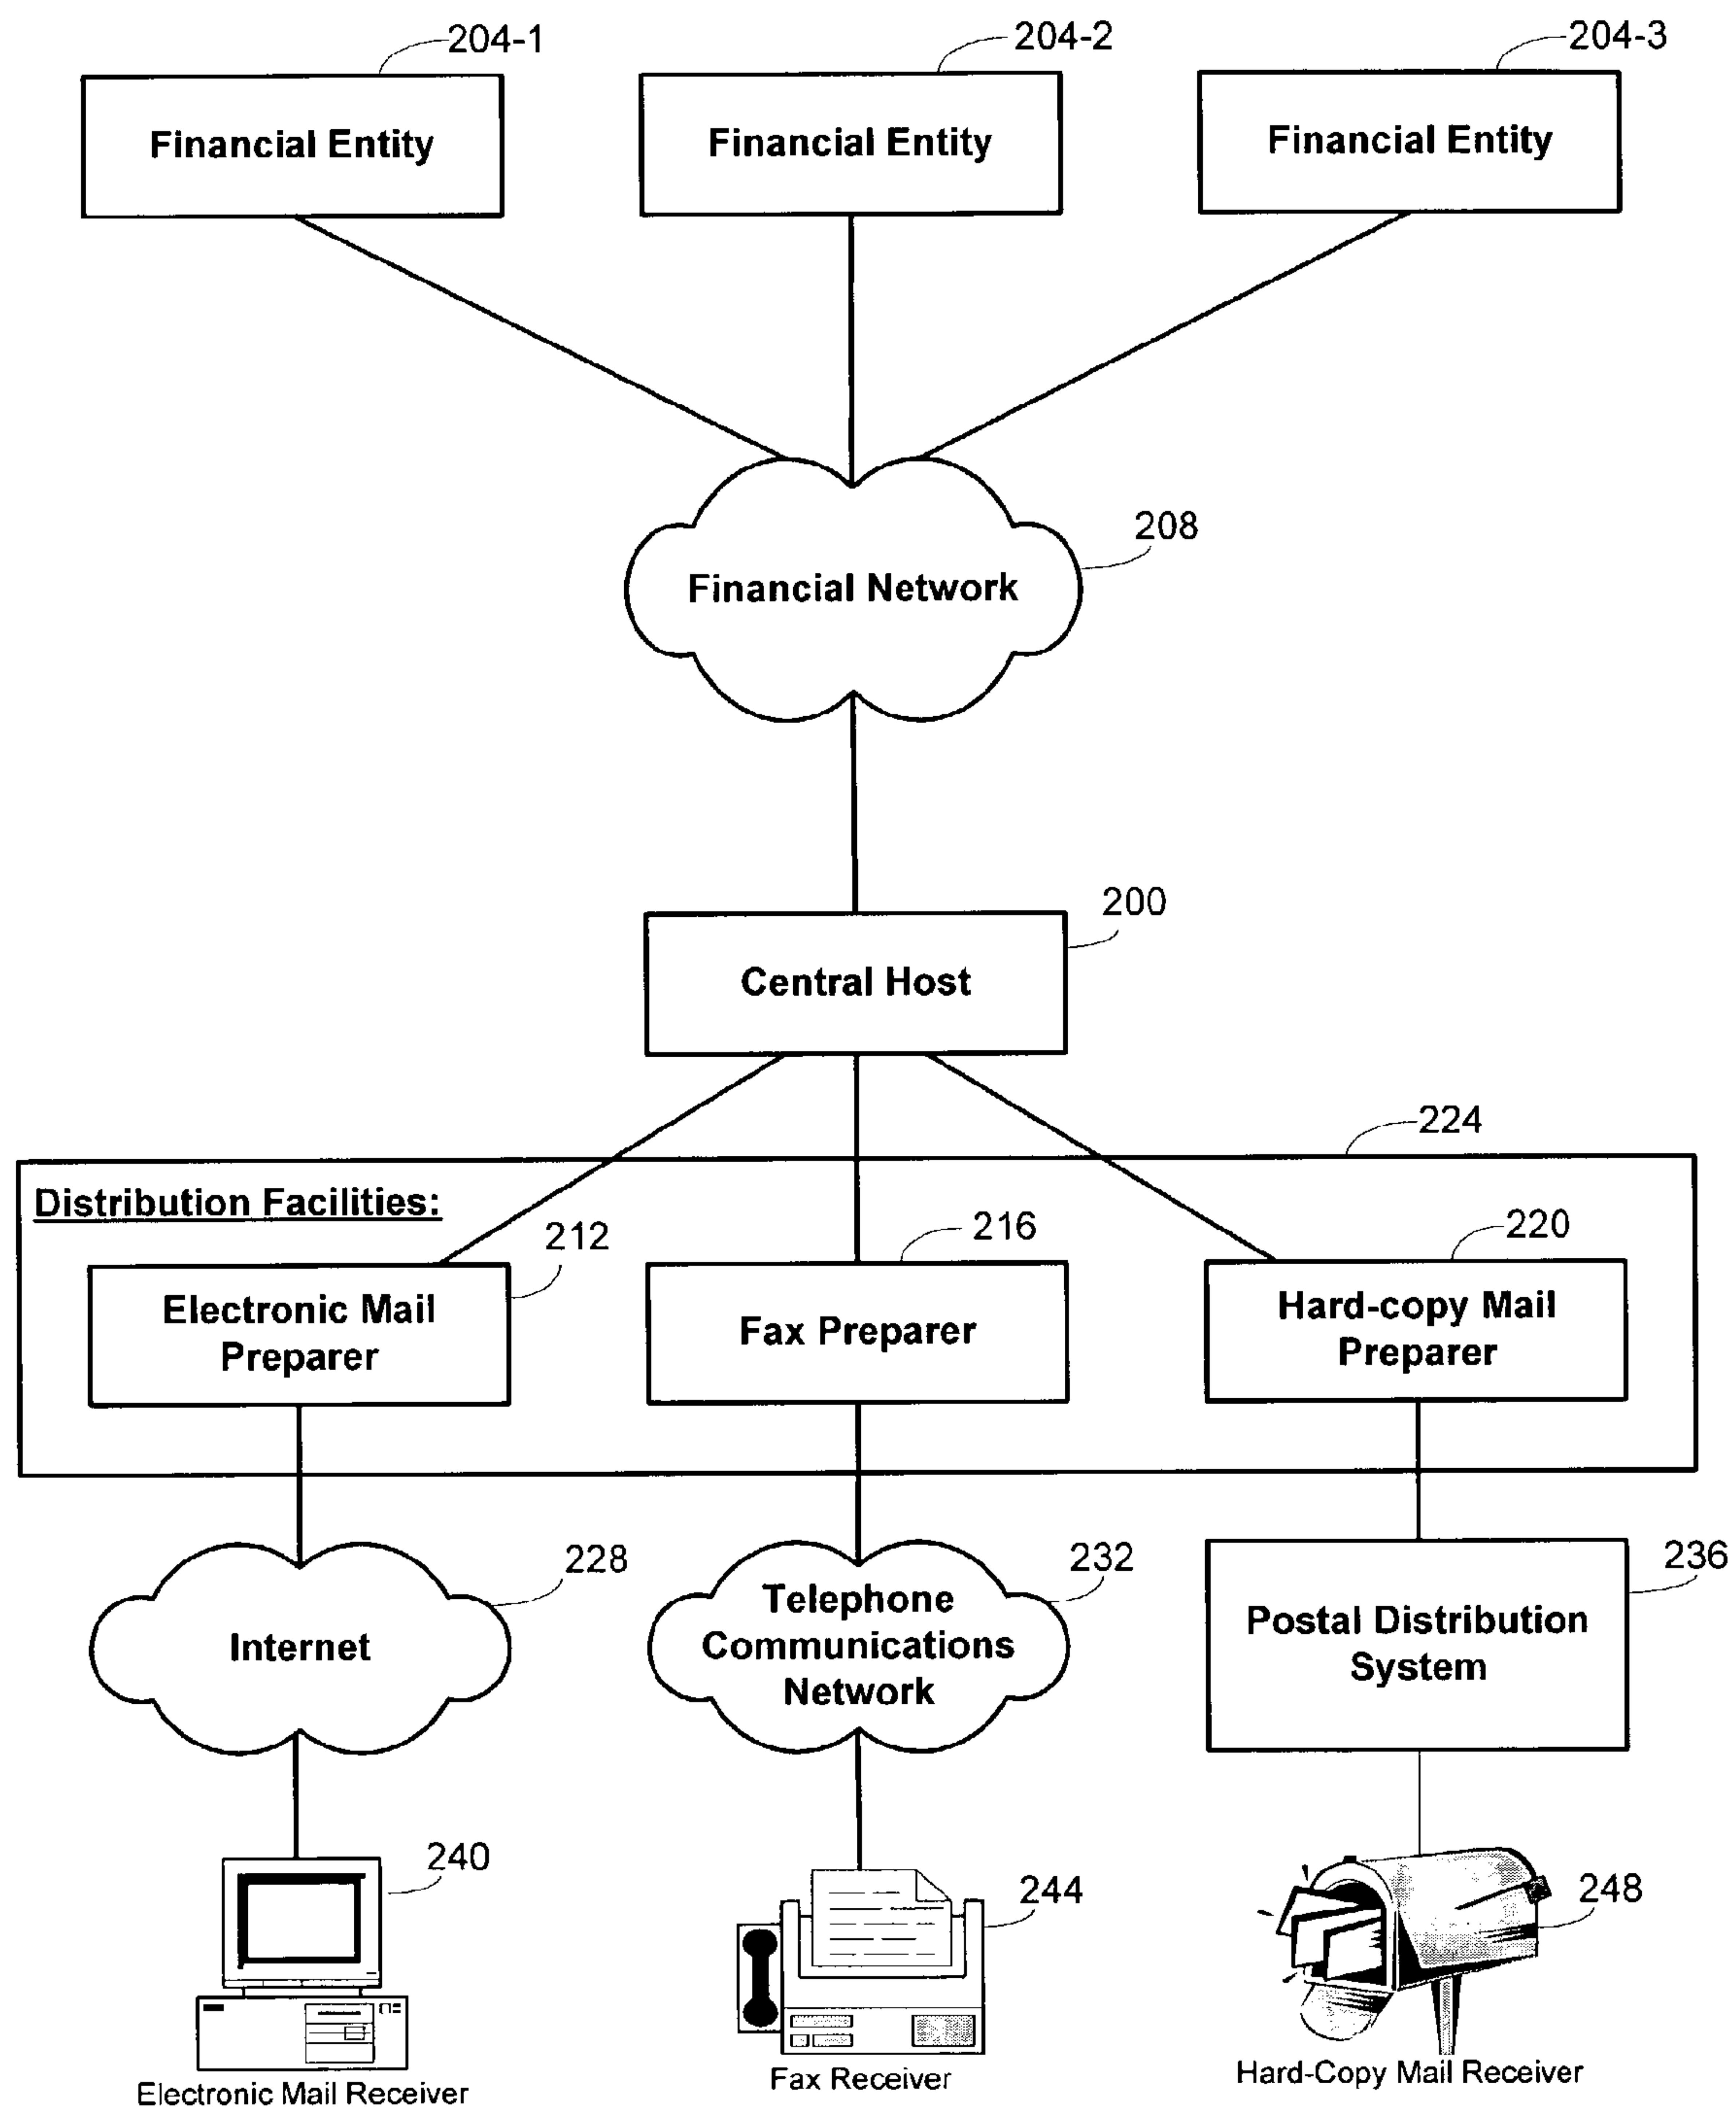 204-1
204-2
204-3
Financial Entity
Financial Entity
Financial Entity
208
Financial Network
200
Central Host
224
Distribution Facilities:
212
216
220
Electronic Mail
Preparer
Fax Preparer
Hard-copy Mail
Preparer
228
232
236
Internet
Telephone
Communications
Network
Postal Distribution
System
240
244
248
Electronic Mail Receiver
Fax Receiver
Hard-Copy Mail Receiver